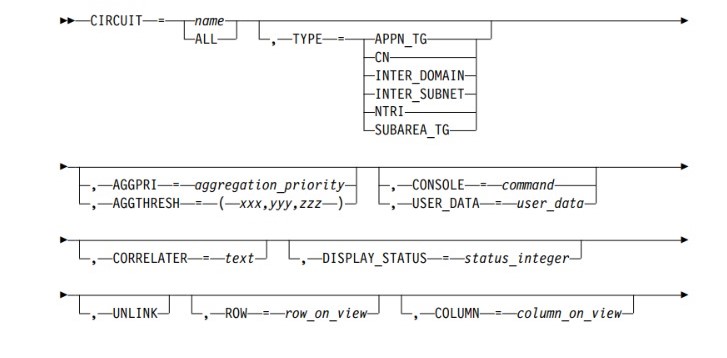 CIRCUIT = name
ALL , TYPE = APPN_TG
CN
INTER_DOMAIN
INTER_SUBNET
NTRI
SUBAREA_TG
, AGGPRI = aggregation_priority , CONSOLE = command
, AGGTHRESH = ( xxx,yyy,zzz ) , USER_DATA = user_data
, CORRELATER = text , DISPLAY_STATUS = status_integer
, UNLINK , ROW = row_on_view , COLUMN = column_on_view